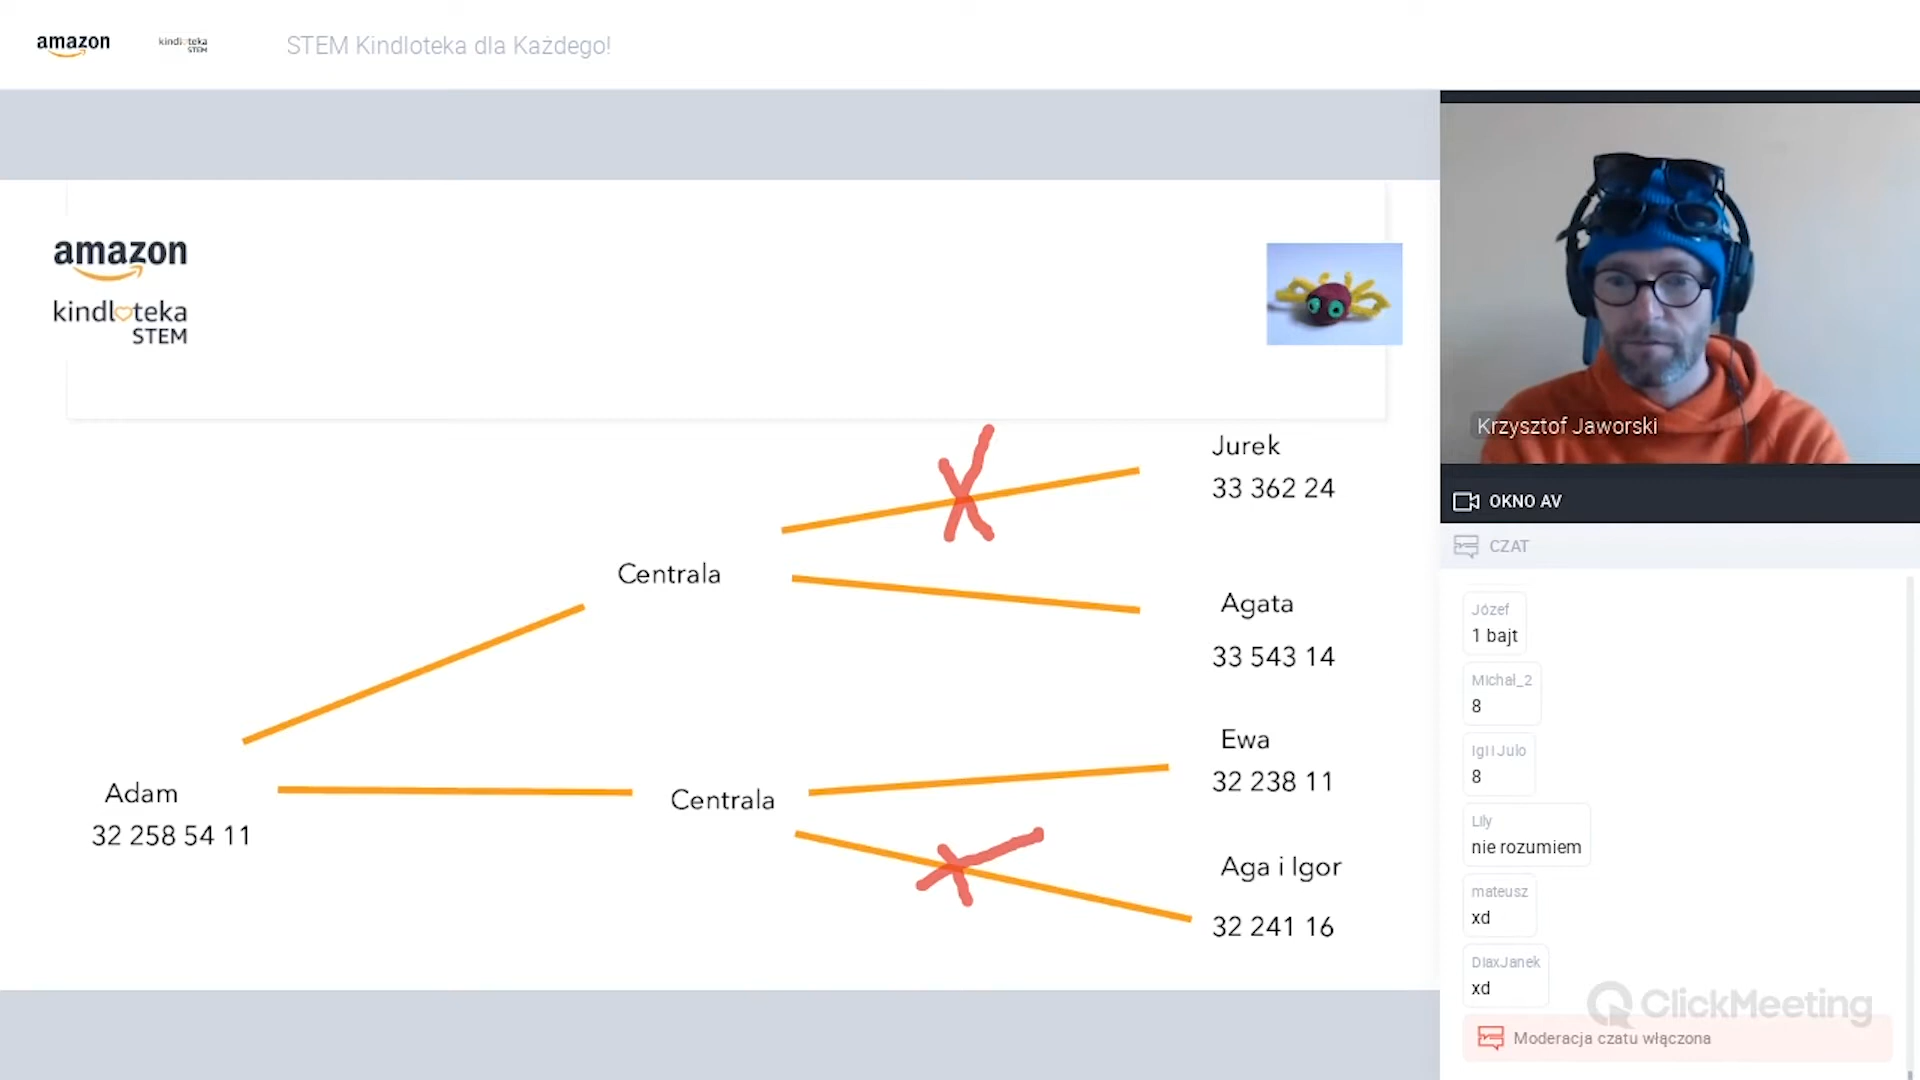 amazon
kindloteka
STEM
STEM Kindloteka dla Każdego!
amazon
kindloteka
STEM
Jurek
33 362 24
Centrala
Agata
33 543 14
Ewa
32 238 11
Adam
32 258 54 11
Centrala
Aga i Igor
32 241 16
Krzysztof Jaworski
OKNO AV
CZAT
Józef
1 bajt
Michał_2
8
Igi i Julo
8
Lily
nie rozumiem
mateusz
xd
DiaxJanek
xd
ClickMeeting
Moderacja czatu włączona